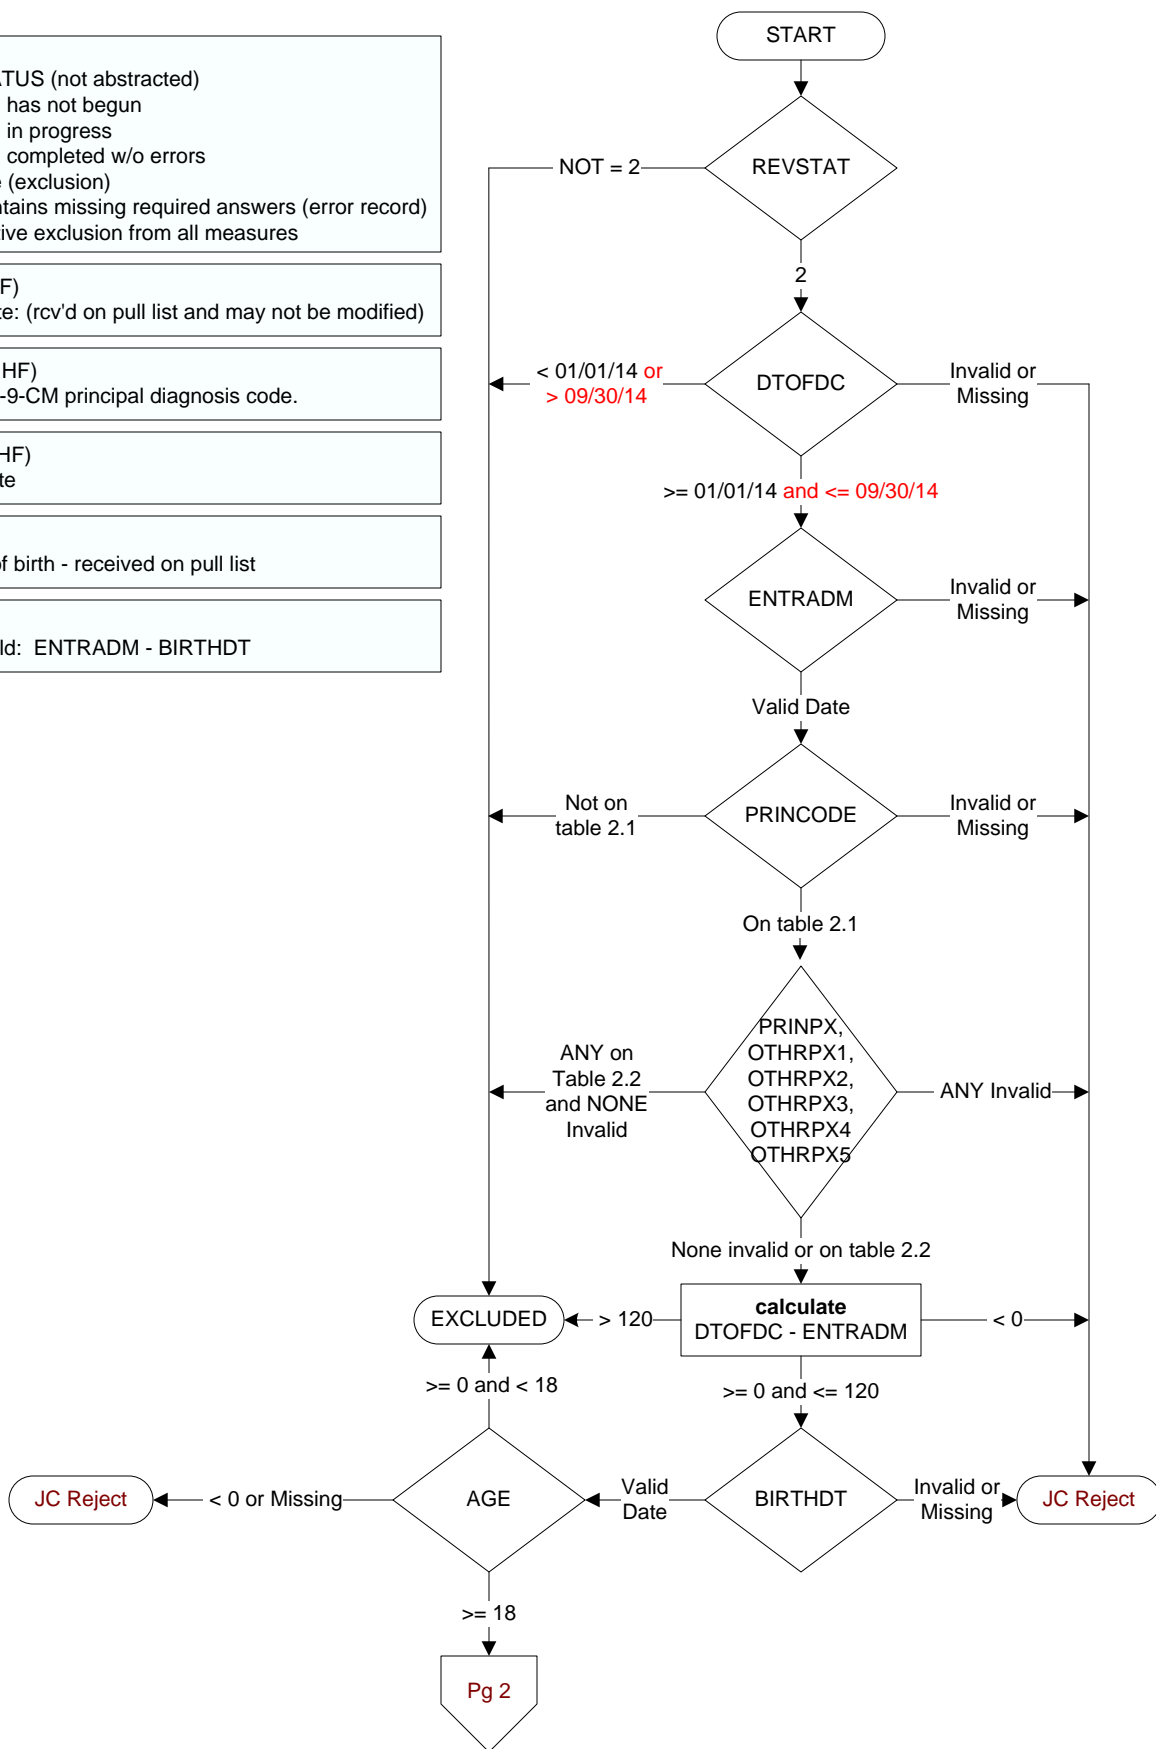 START
(not abstracted)
has not begun
in progress
completed w/o errors
(exclusion)
missing required answers (error record)
exclusion from all measures
(rcv'd on pull list and may not be modified)
HF)
-9-CM principal diagnosis code.
HF)
birth - received on pull list
ENTRADM - BIRTHDT
REVSTAT
NOT = 2
2
DTOFDC
< 01/01/14 or
> 09/30/14
Invalid or
Missing
>= 01/01/14 and <= 09/30/14
ENTRADM
Invalid or
Missing
Valid Date
PRINCODE
Not on
table 2.1
Invalid or
Missing
On table 2.1
PRINPX,
OTHRPX1,
OTHRPX2,
OTHRPX3,
OTHRPX4
OTHRPX5
ANY on
Table 2.2
and NONE
Invalid
ANY Invalid
None invalid or on table 2.2
calculate
DTOFDC - ENTRADM
EXCLUDED
> 120
< 0
>= 0 and < 18
>= 0 and <= 120
JC Reject
< 0 or Missing
AGE
Valid
Date
BIRTHDT
Invalid or
Missing
JC Reject
>= 18
Pg 2